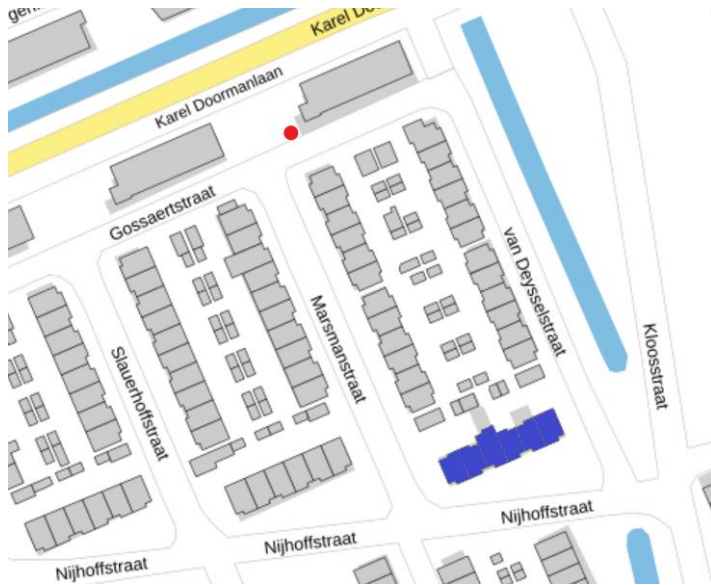 Karel Doormanlaan
Gossaertstraat
van Deysselstraat
Marsmanstraat
Slauerhoffstraat
Kloosstraat
Nijhoffstraat
Nijhoffstraat
Nijhoffstraat